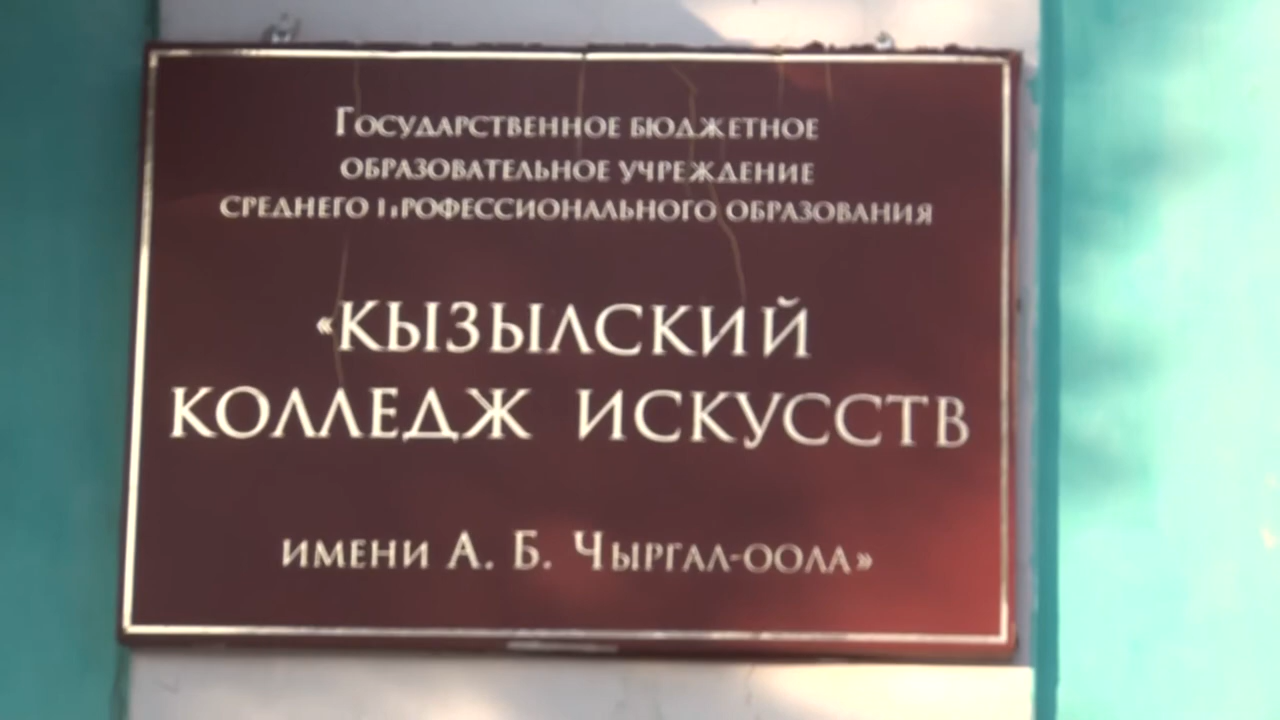 Государственное бюджетное
образовательное учреждение
среднего профессионального образования
«КЫЗЫЛСКИЙ
КОЛЛЕДЖ ИСКУССТВ
имени А. Б. Чыргал-оола»